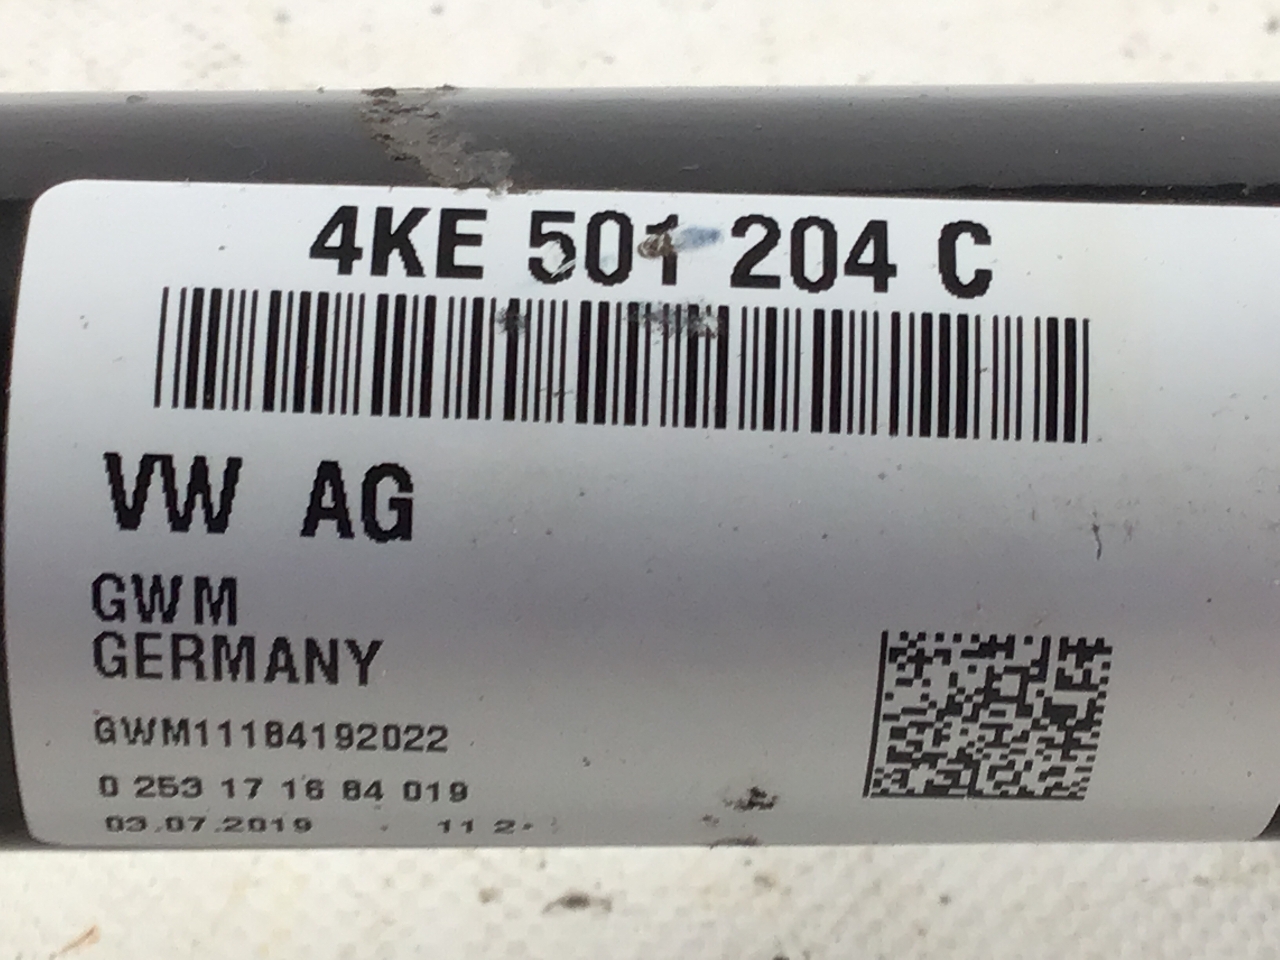 4KE 501 204 C
VW AG
GWM
GERMANY
GWM11184192022
0 253 17 16 84 019
03.07.2019